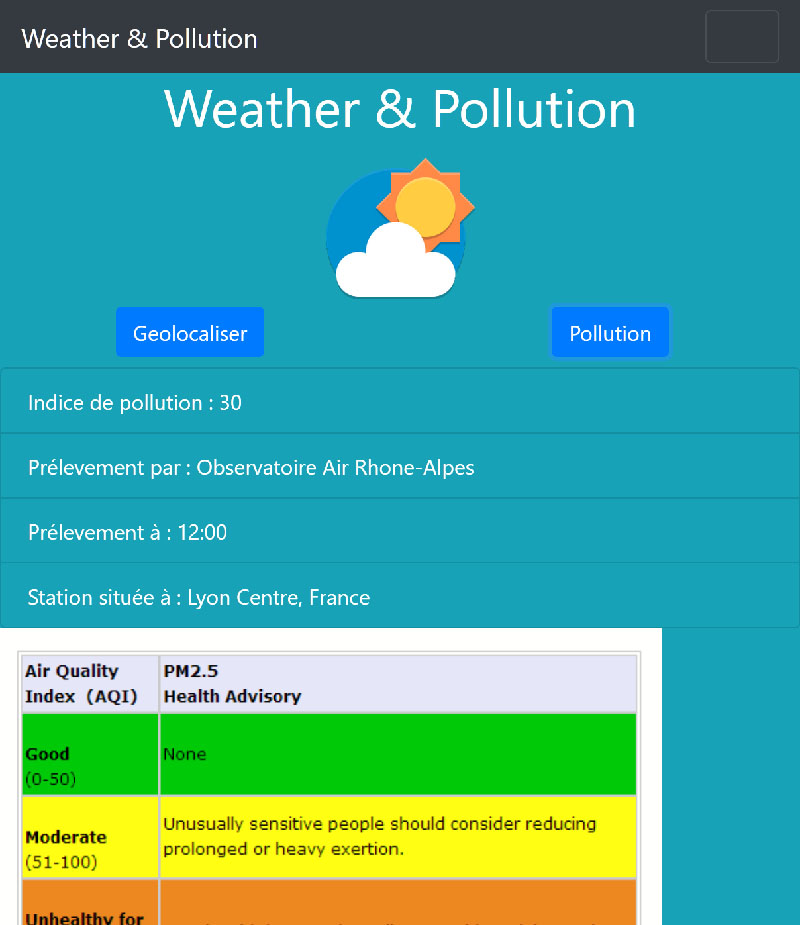 Weather & Pollution
Weather & Pollution
Geolocaliser
Pollution
Indice de pollution : 30
Prélevement par : Observatoire Air Rhone-Alpes
Prélevement à : 12:00
Station située à : Lyon Centre, France
Air Quality
Index (AQI)
PM2.5
Health Advisory
Good
(0-50)
None
Moderate
(51-100)
Unusually sensitive people should consider reducing
prolonged or heavy exertion.
Unhealthy for